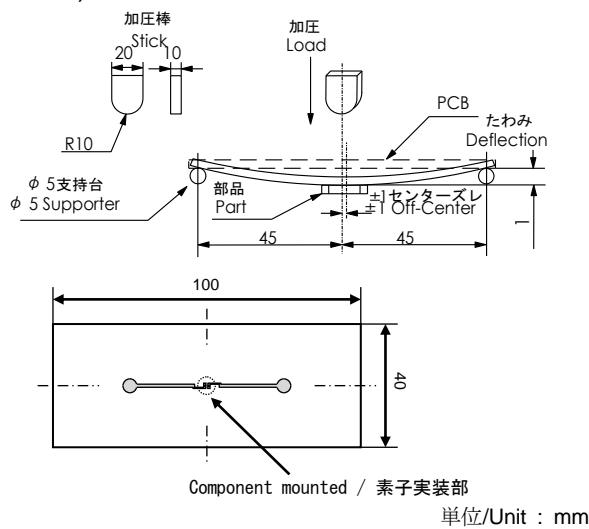 加圧棒
Stick
20
10
R10
加圧
Load
PCB
たわみ
Deflection
φ 5支持台
φ 5 Supporter
部品
Part
±1センターズレ
±1 Off-Center
1
45
45
100
40
Component mounted / 素子実装部
単位/Unit : mm